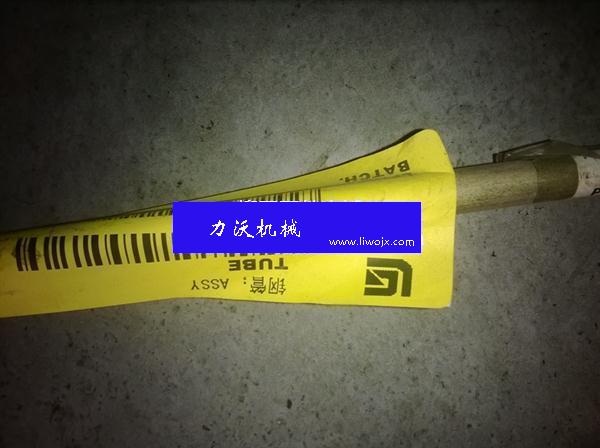 力沃机械
www.liwojx.com
BATCH
TUBE
钢管：ASSY